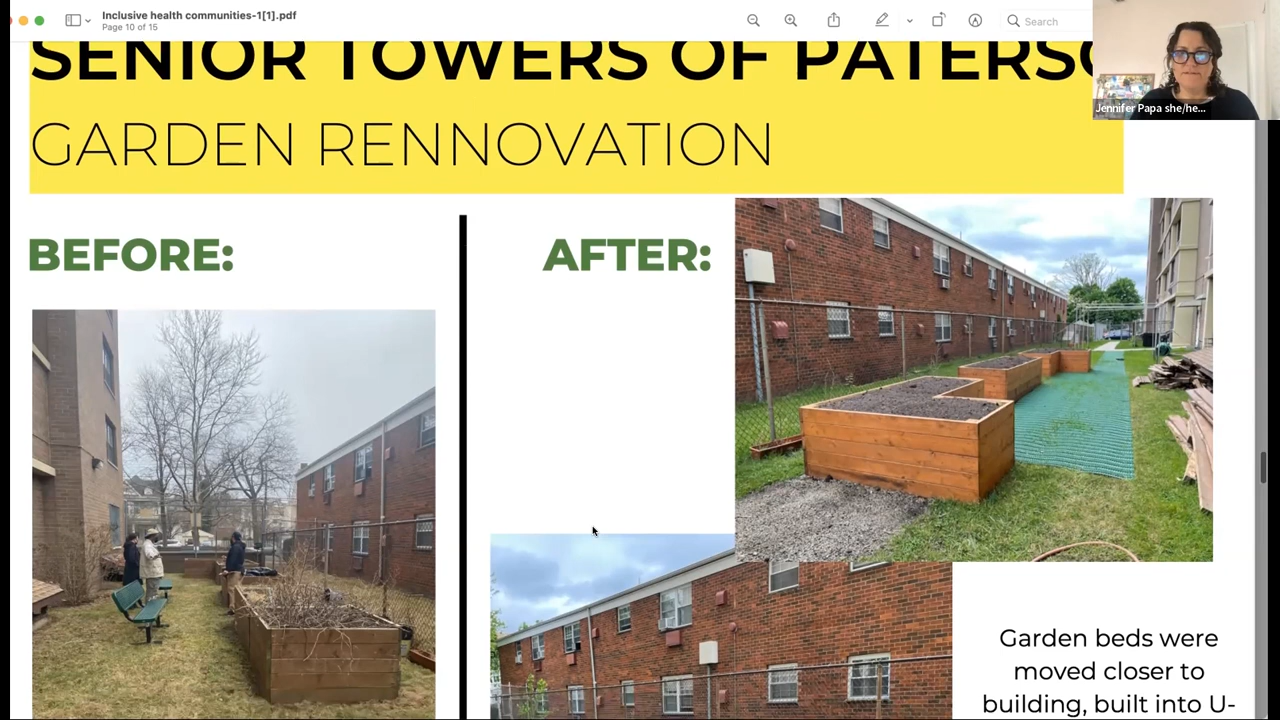 Inclusive health communities-1[1].pdf
Page 10 of 15
Search
Jennifer Papa she/he...
SENIOR TOWERS OF PATERSO
GARDEN RENNOVATION
BEFORE:
AFTER:
Garden beds were
moved closer to
building, built into U-